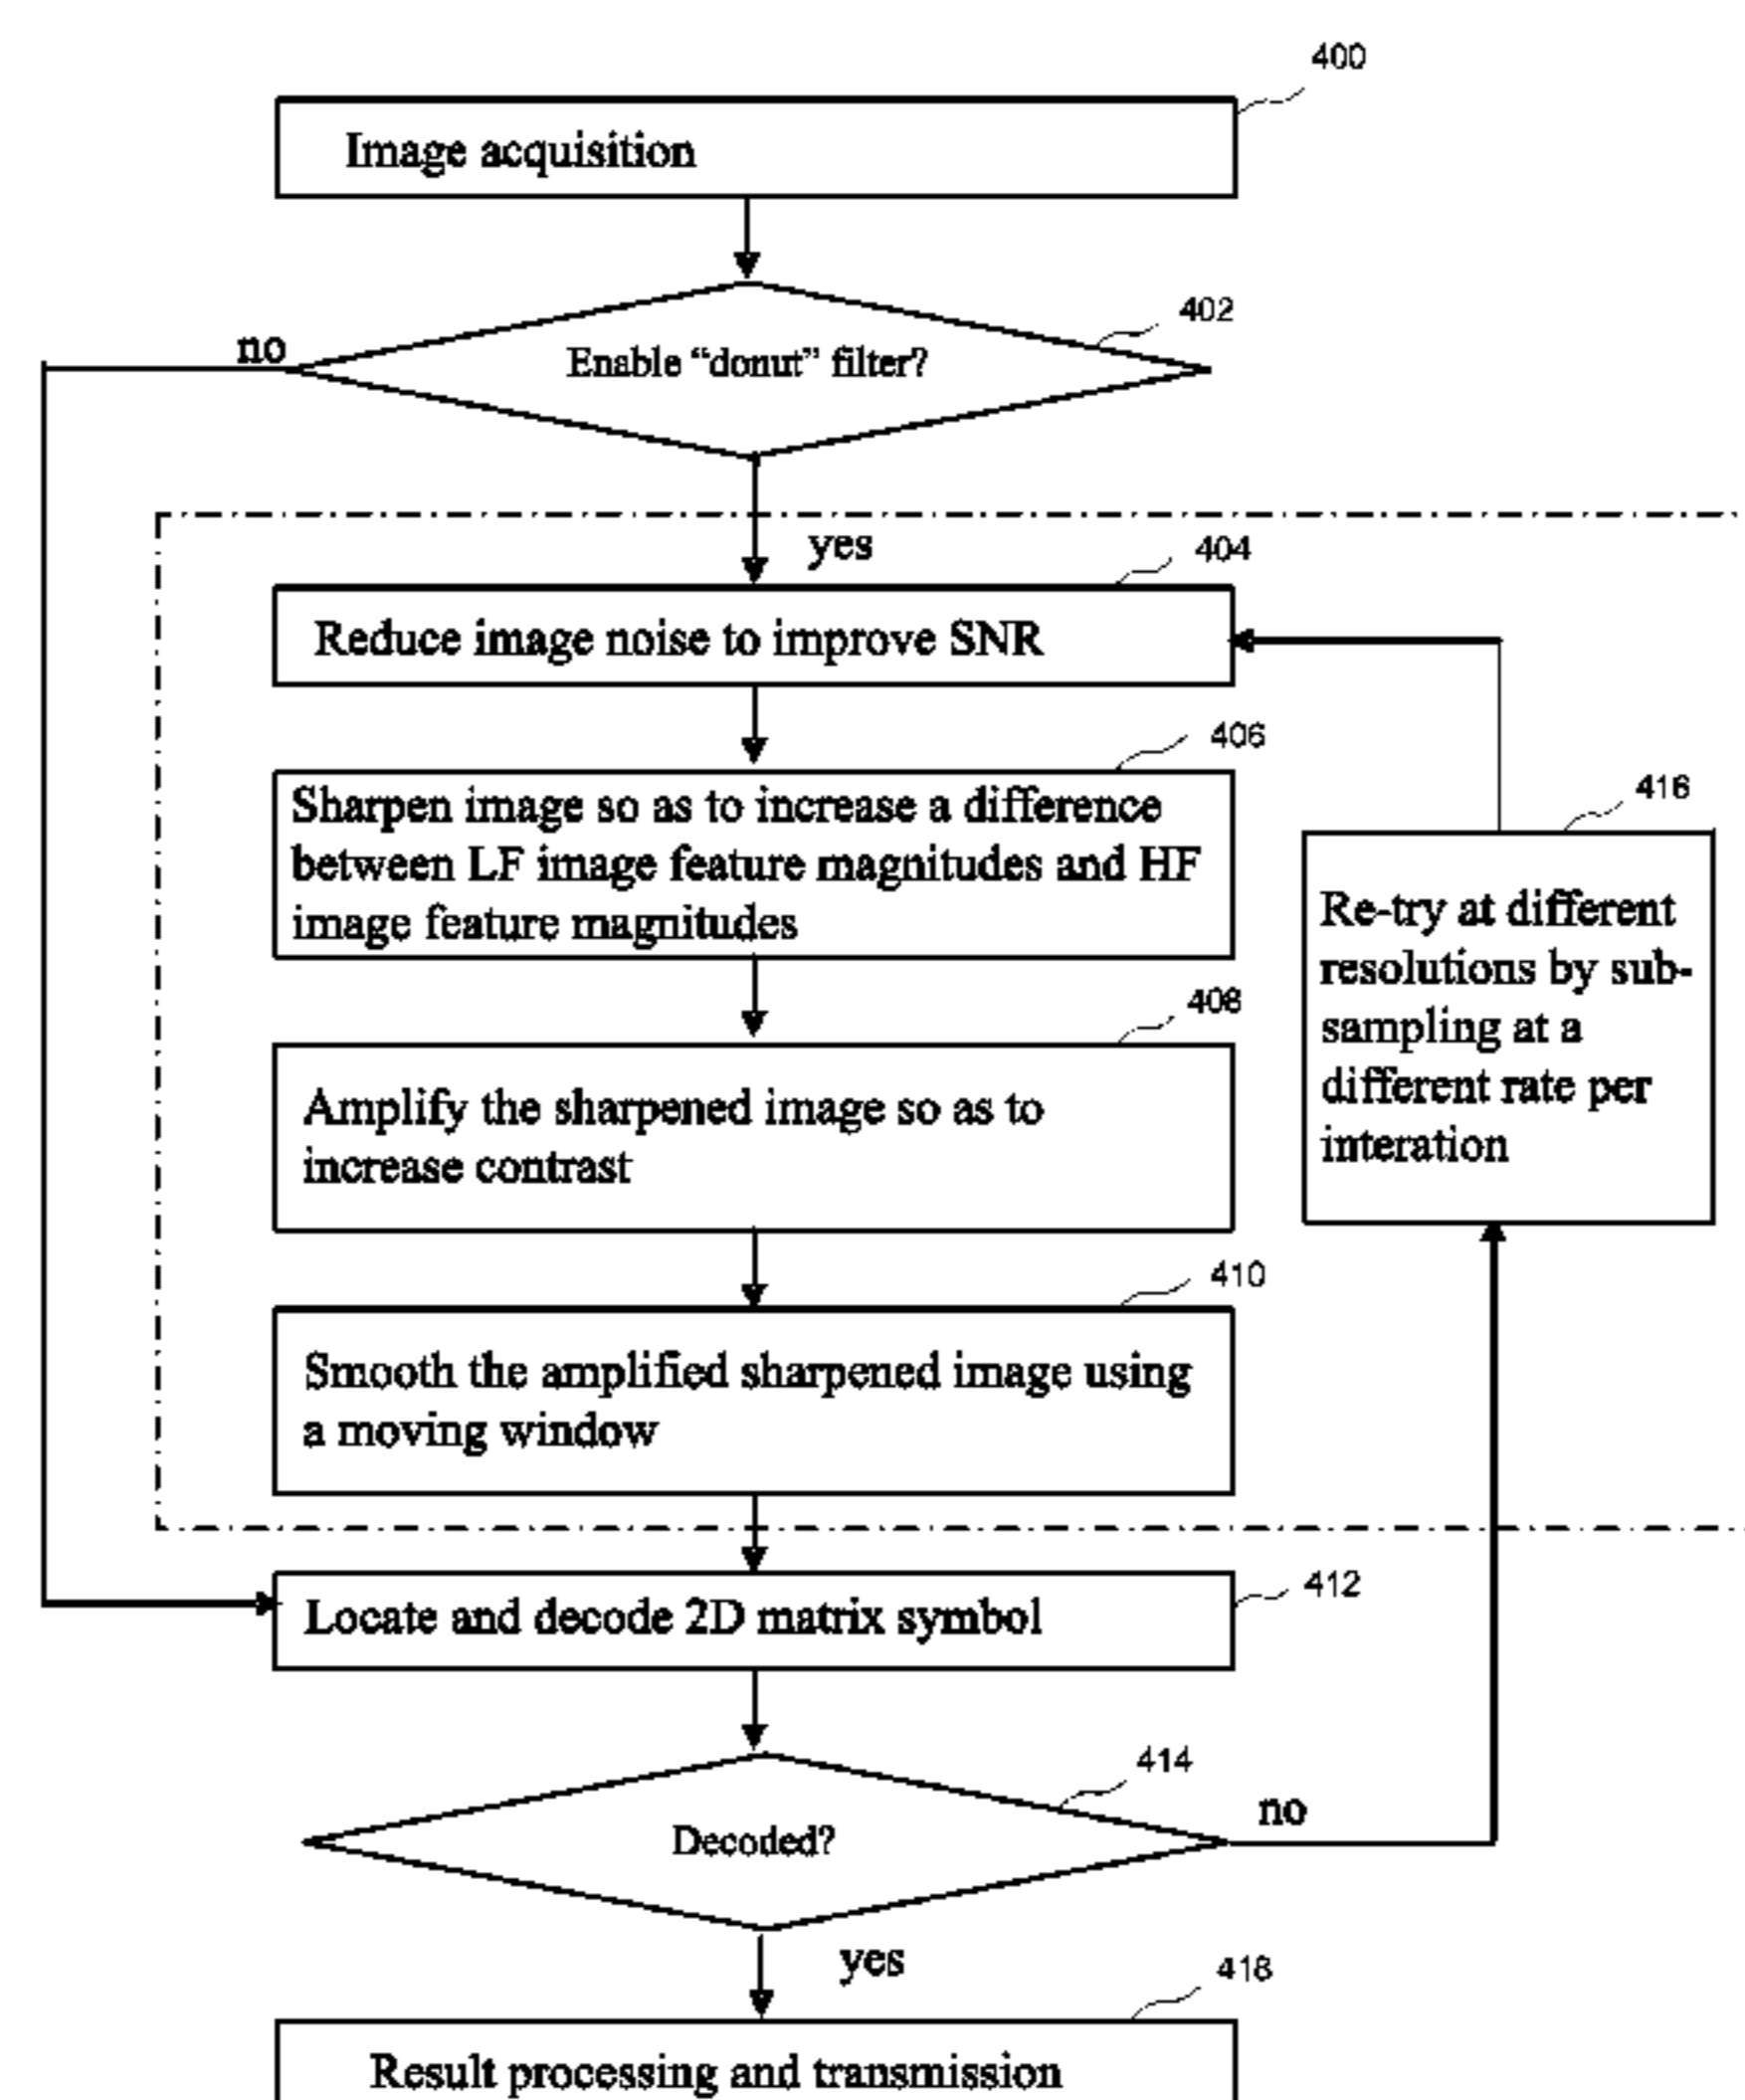 400
Image acquisition
402
no
Enable “donut” filter?
yes
404
Reduce image noise to improve SNR
406
Sharpen image so as to increase a difference
between LF image feature magnitudes and HF
image feature magnitudes
416
Re-try at different
resolutions by sub-
sampling at a
different rate per
interation
408
Amplify the sharpened image so as to
increase contrast
410
Smooth the amplified sharpened image using
a moving window
412
Locate and decode 2D matrix symbol
414
Decoded?
no
yes
418
Result processing and transmission